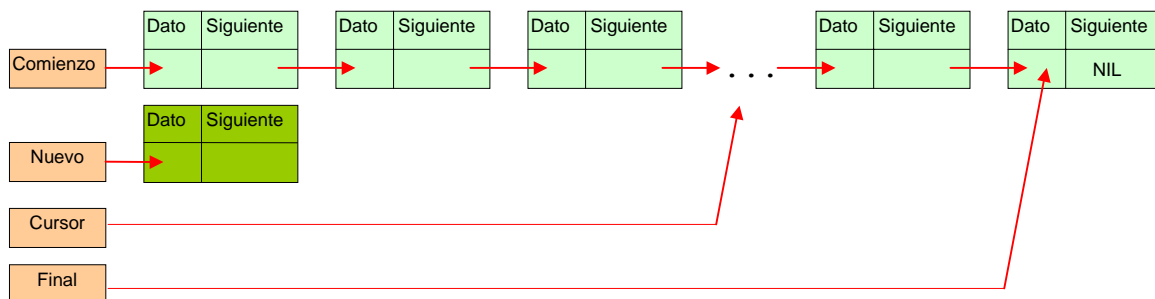 Dato Siguiente Dato Siguiente Dato Siguiente Dato Siguiente Dato Siguiente
Comienzo . . . NIL
Dato Siguiente
Nuevo
Cursor
Final